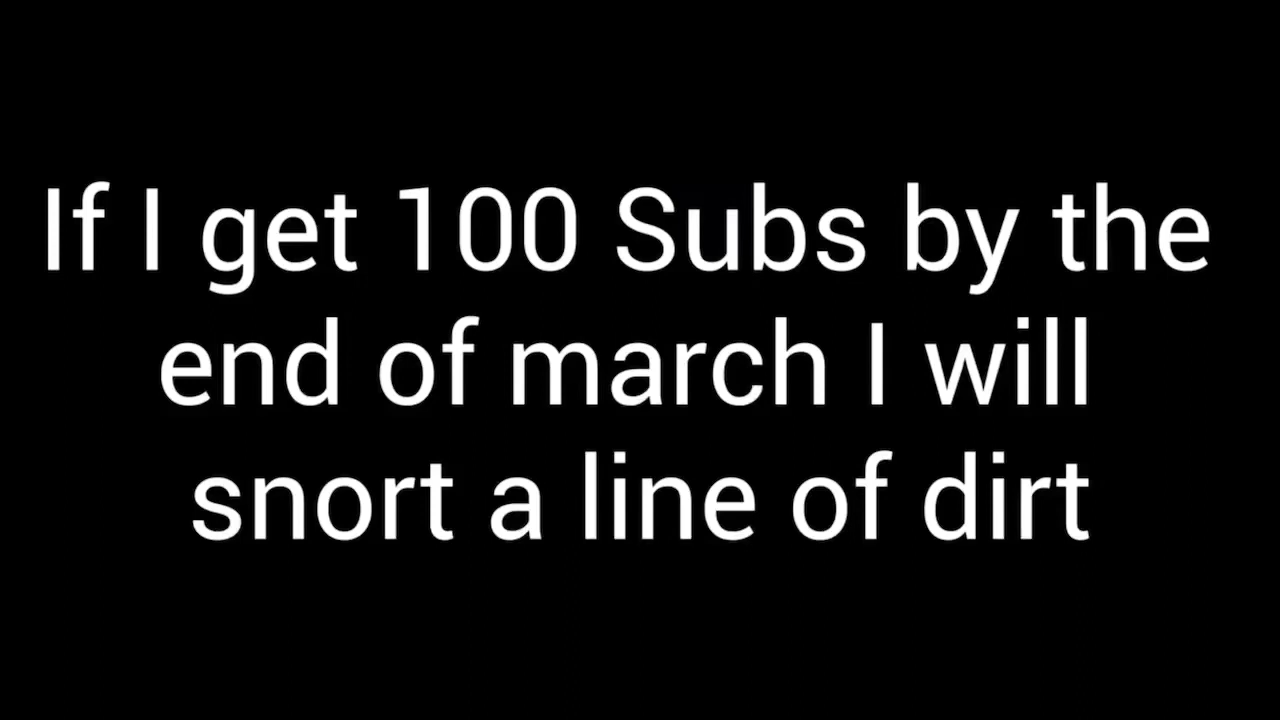 If I get 100 Subs by the
end of march I will
snort a line of dirt